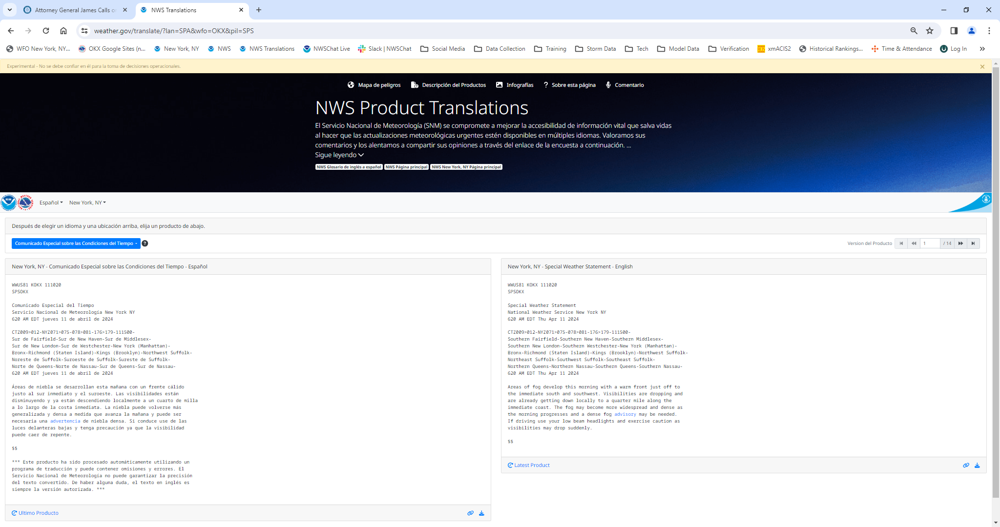 Attorney General James Calls o
NWS Translations
weather.gov/translate/?lan=SPA&wfo=OKX&pil=SPS
WFO New York, NY...
OKX Google Sites (n...
New York, NY
NWS
NWS Translations
NWSChat Live
Slack | NWSChat
Social Media
Data Collection
Training
Storm Data
Tech
Model Data
Verification
xmACIS2
Historical Rankings...
Time & Attendance
Log In
Experimental - No se debe confiar en él para la toma de decisiones operacionales.
Mapa de peligros
Descripción del Productos
Infografías
Sobre esta página
Comentario
NWS Product Translations
El Servicio Nacional de Meteorología (SNM) se compromete a mejorar la accesibilidad de información vital que salva vidas
al hacer que las actualizaciones meteorológicas urgentes estén disponibles en múltiples idiomas. Valoramos sus
comentarios y los alentamos a compartir sus opiniones a través del enlace de la encuesta a continuación. ...
Sigue leyendo
NWS Glosario de inglés a español
NWS Página principal
NWS New York, NY Página principal
Español
New York, NY
Después de elegir un idioma y una ubicación arriba, elija un producto de abajo.
Comunicado Especial sobre las Condiciones del Tiempo
Version del Producto
1
/ 14
New York, NY - Comunicado Especial sobre las Condiciones del Tiempo - Español
WWUS81 KOKX 111020
SPSOKX
Comunicado Especial del Tiempo
Servicio Nacional de Meteorología New York NY
620 AM EDT jueves 11 de abril de 2024
CTZ009>012-NYZ071>075-078>081-176>179-111500-
Sur de Fairfield-Sur de New Haven-Sur de Middlesex-
Sur de New London-Sur de Westchester-New York (Manhattan)-
Bronx-Richmond (Staten Island)-Kings (Brooklyn)-Northwest Suffolk-
Noreste de Suffolk-Suroeste de Suffolk-Sureste de Suffolk-
Norte de Queens-Norte de Nassau-Sur de Queens-Sur de Nassau-
620 AM EDT jueves 11 de abril de 2024
Áreas de niebla se desarrollan esta mañana con un frente cálido
justo al sur inmediato y el suroeste. Las visibilidades están
disminuyendo y ya están descendiendo localmente a un cuarto de milla
a lo largo de la costa inmediata. La niebla puede volverse más
generalizada y densa a medida que avanza la mañana y puede ser
necesaria una advertencia de niebla densa. Si conduce use de las
luces delanteras bajas y tenga precaución ya que la visibilidad
puede caer de repente.
$$
*** Este producto ha sido procesado automáticamente utilizando un
programa de traducción y puede contener omisiones y errores. El
Servicio Nacional de Meteorología no puede garantizar la precisión
del texto convertido. De haber alguna duda, el texto en inglés es
siempre la versión autorizada. ***
Ultimo Producto
New York, NY - Special Weather Statement - English
WWUS81 KOKX 111020
SPSOKX
Special Weather Statement
National Weather Service New York NY
620 AM EDT Thu Apr 11 2024
CTZ009>012-NYZ071>075-078>081-176>179-111500-
Southern Fairfield-Southern New Haven-Southern Middlesex-
Southern New London-Southern Westchester-New York (Manhattan)-
Bronx-Richmond (Staten Island)-Kings (Brooklyn)-Northwest Suffolk-
Northeast Suffolk-Southwest Suffolk-Southeast Suffolk-
Northern Queens-Northern Nassau-Southern Queens-Southern Nassau-
620 AM EDT Thu Apr 11 2024
Areas of fog develop this morning with a warm front just off to
the immediate south and southwest. Visibilities are dropping and
are already getting down locally to a quarter mile along the
immediate coast. The fog may become more widespread and dense as
the morning progresses and a dense fog advisory may be needed.
If driving use your low beam headlights and exercise caution as
visibilities may drop suddenly.
$$
Latest Product